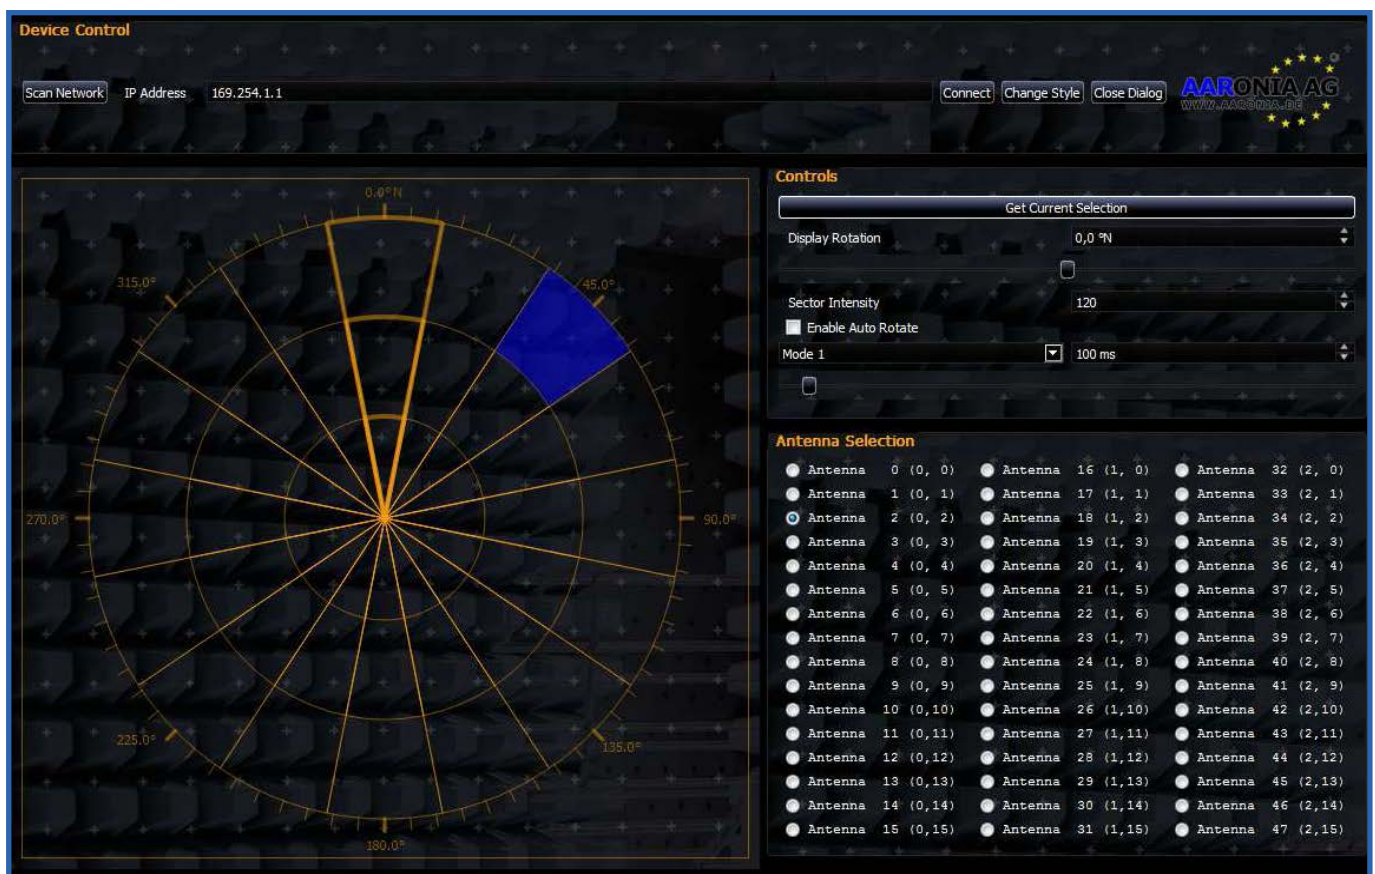 Device Control
Scan Network IP Address 169.254.1.1 Connect Change Style Close Dialog
AARONIA AG
WWW.AARONIA.DE
0.0° N
315.0°
45.0°
270.0°
90.0°
225.0°
135.0°
180.0°
Controls
Get Current Selection
Display Rotation 0,0 °N
Sector Intensity 120
Enable Auto Rotate
Mode 1 100 ms
Antenna Selection
Antenna 0 (0, 0) Antenna 16 (1, 0) Antenna 32 (2, 0)
Antenna 1 (0, 1) Antenna 17 (1, 1) Antenna 33 (2, 1)
Antenna 2 (0, 2) Antenna 18 (1, 2) Antenna 34 (2, 2)
Antenna 3 (0, 3) Antenna 19 (1, 3) Antenna 35 (2, 3)
Antenna 4 (0, 4) Antenna 20 (1, 4) Antenna 36 (2, 4)
Antenna 5 (0, 5) Antenna 21 (1, 5) Antenna 37 (2, 5)
Antenna 6 (0, 6) Antenna 22 (1, 6) Antenna 38 (2, 6)
Antenna 7 (0, 7) Antenna 23 (1, 7) Antenna 39 (2, 7)
Antenna 8 (0, 8) Antenna 24 (1, 8) Antenna 40 (2, 8)
Antenna 9 (0, 9) Antenna 25 (1, 9) Antenna 41 (2, 9)
Antenna 10 (0,10) Antenna 26 (1,10) Antenna 42 (2,10)
Antenna 11 (0,11) Antenna 27 (1,11) Antenna 43 (2,11)
Antenna 12 (0,12) Antenna 28 (1,12) Antenna 44 (2,12)
Antenna 13 (0,13) Antenna 29 (1,13) Antenna 45 (2,13)
Antenna 14 (0,14) Antenna 30 (1,14) Antenna 46 (2,14)
Antenna 15 (0,15) Antenna 31 (1,15) Antenna 47 (2,15)